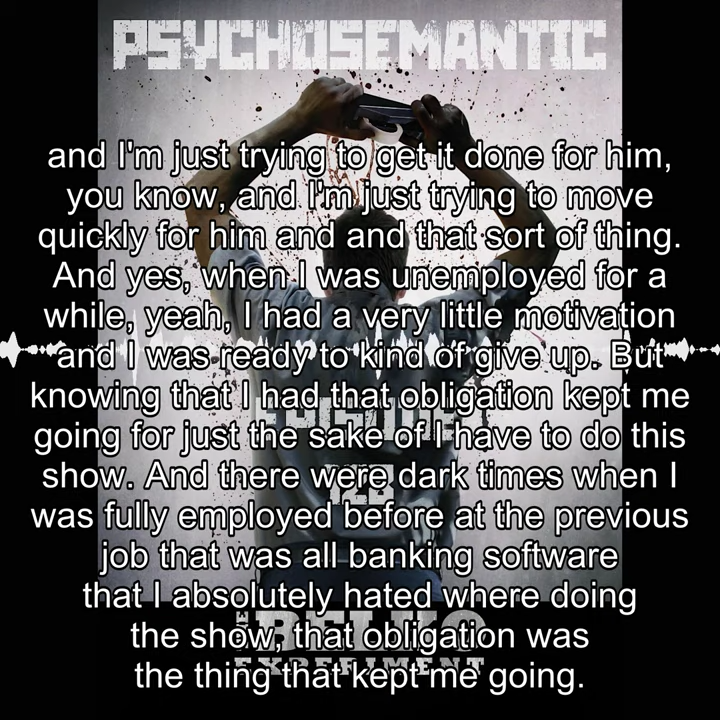 PSYCHOSEMANTIC
and I'm just trying to get it done for him,
you know, and I'm just trying to move
quickly for him and and that sort of thing.
And yes, when I was unemployed for a
while, yeah, I had a very little motivation
and I was ready to kind of give up. But
knowing that I had that obligation kept me
going for just the sake of I have to do this
show. And there were dark times when I
was fully employed before at the previous
job that was all banking software
that I absolutely hated where doing
the show, that obligation was
the thing that kept me going.
EPISODE
THE BELKO
EXPERIMENT